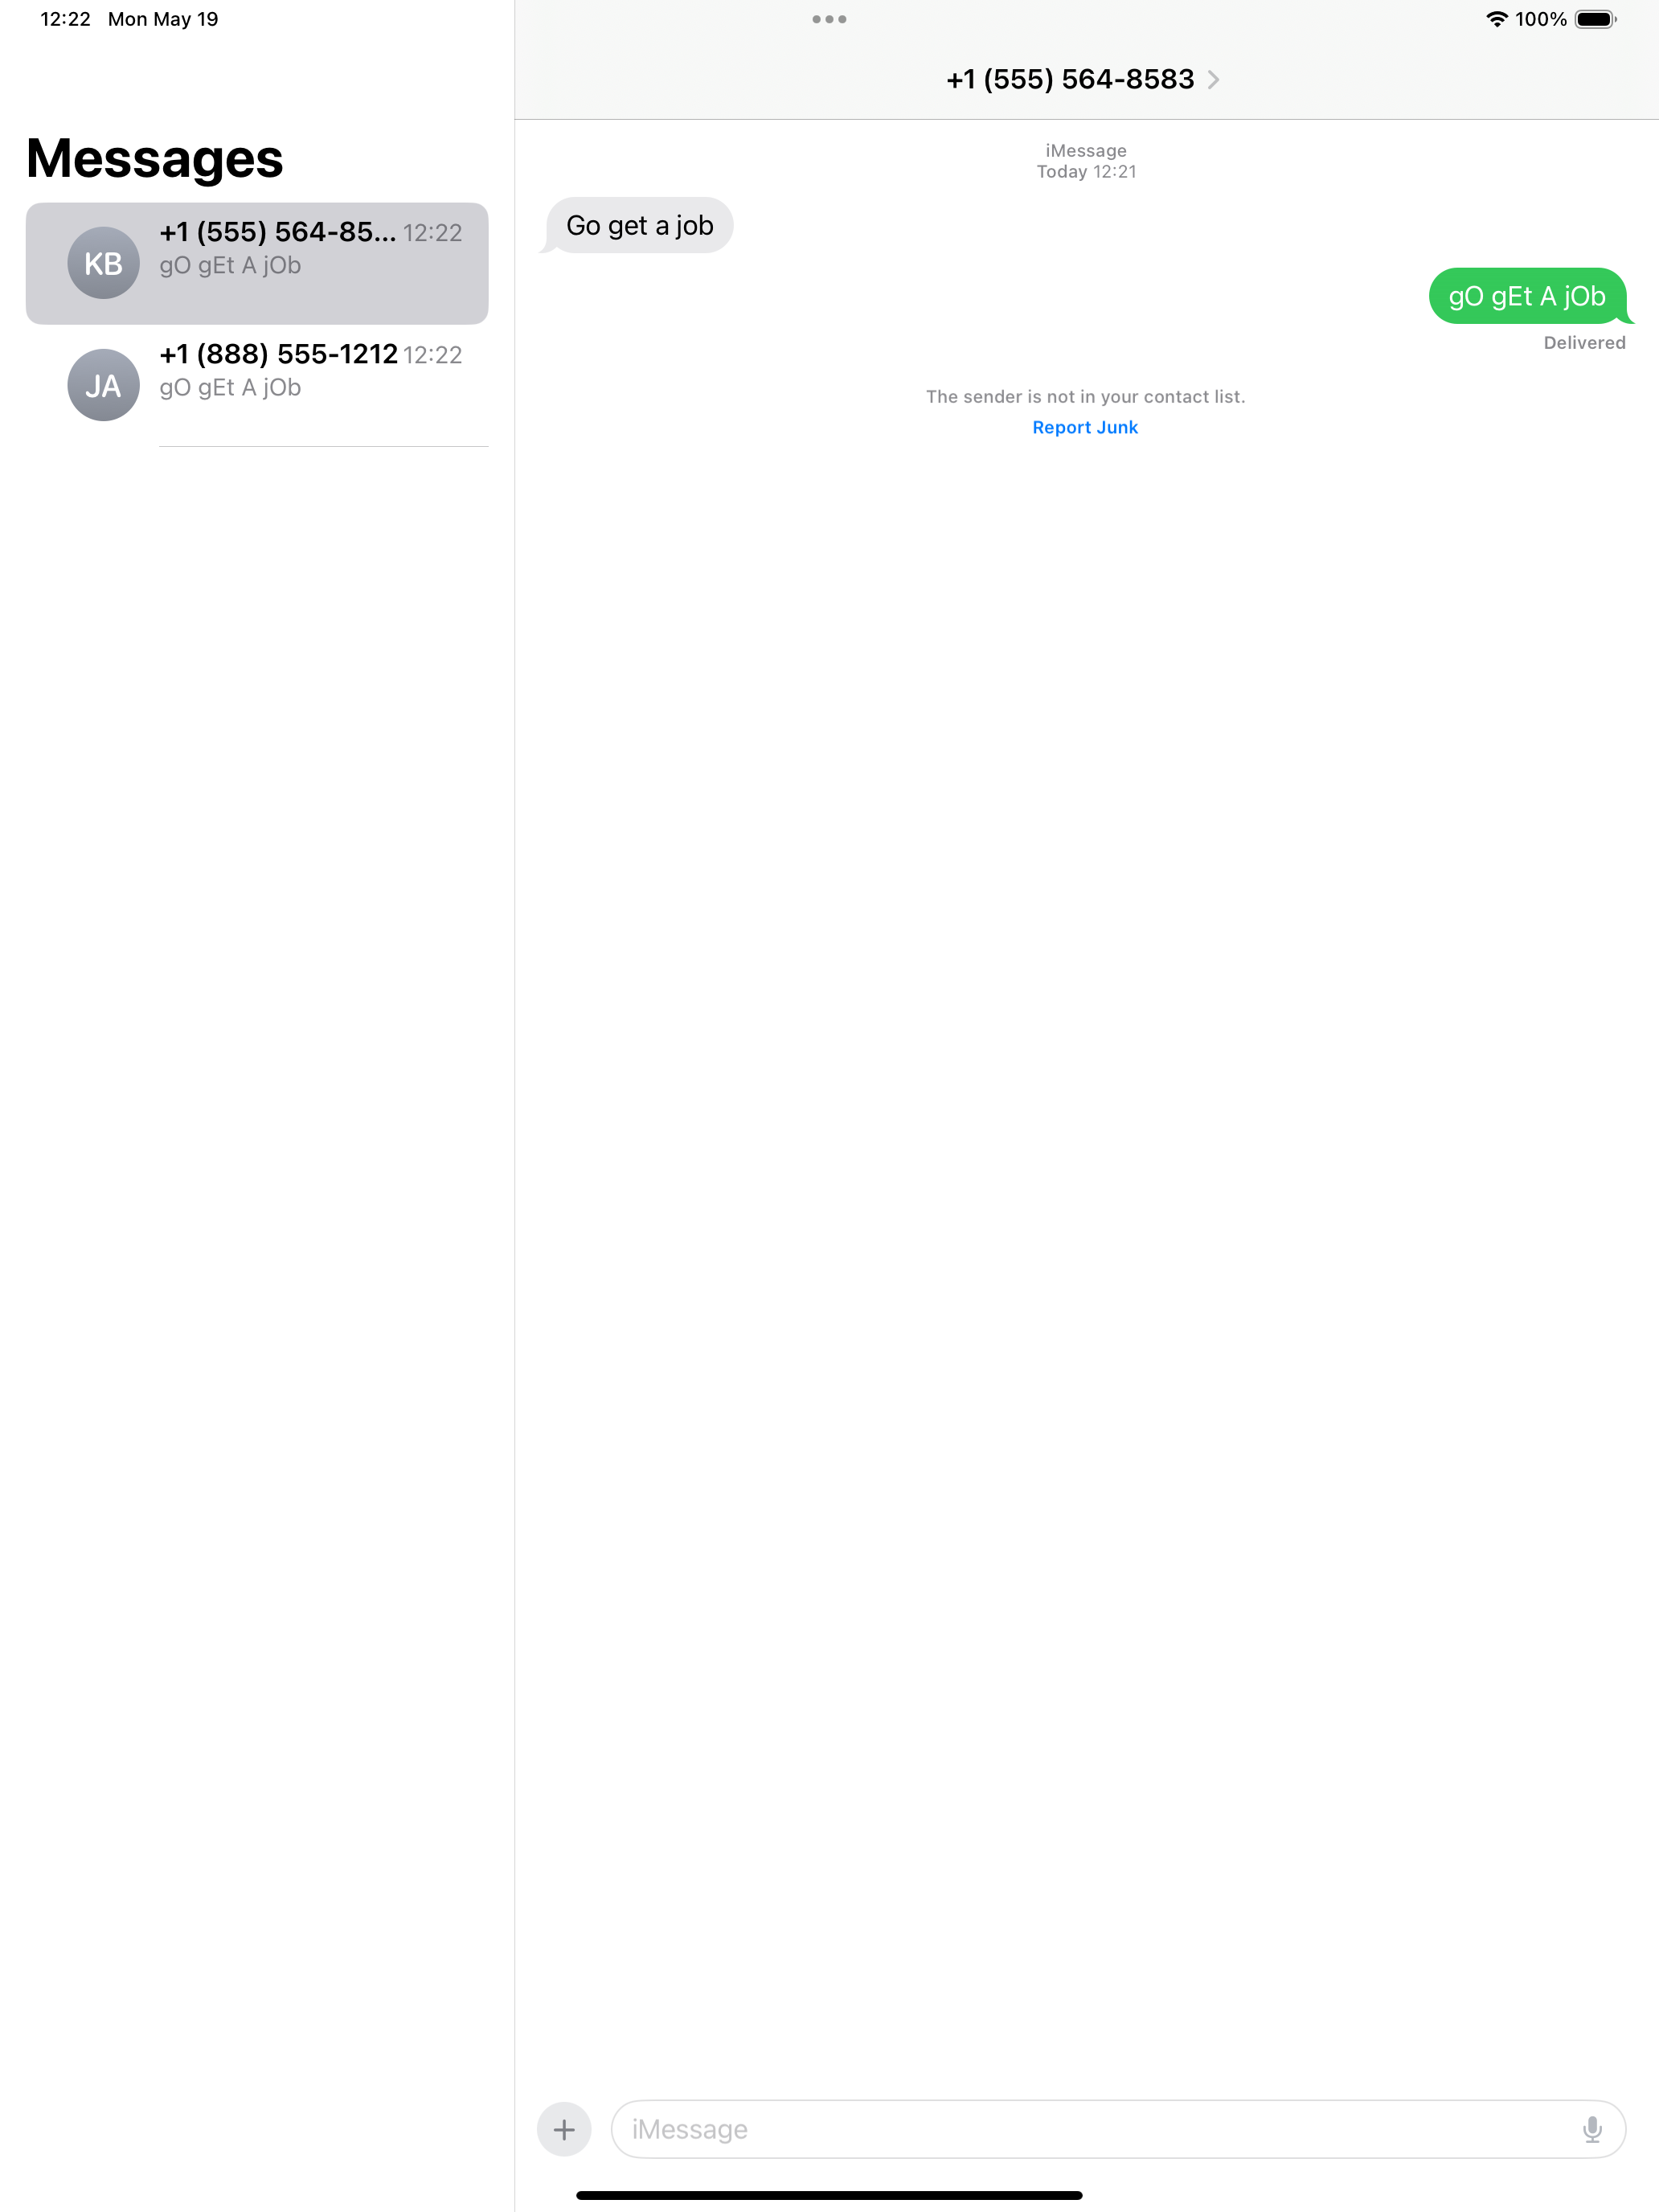 12:22 Mon May 19
100%
Messages
KB
+1 (555) 564-85... 12:22
gO gEt A jOb
JA
+1 (888) 555-1212 12:22
gO gEt A jOb
+1 (555) 564-8583
iMessage
Today 12:21
Go get a job
gO gEt A jOb
Delivered
The sender is not in your contact list.
Report Junk
iMessage